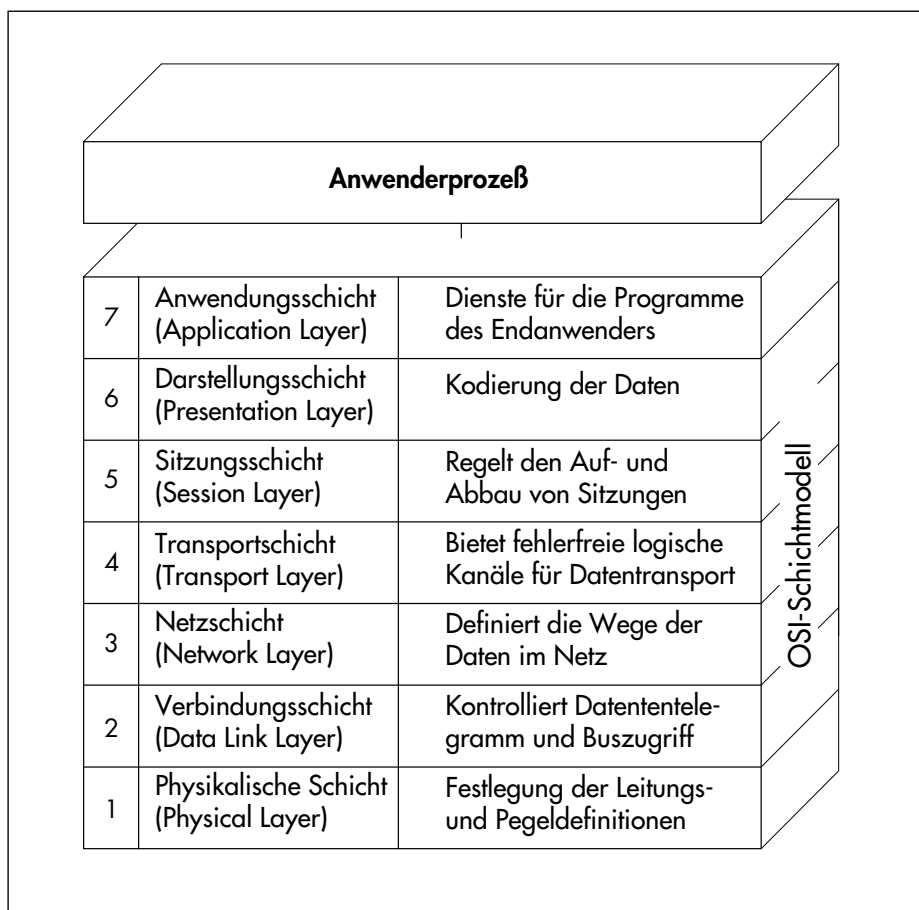 Anwenderprozeß
7
Anwendungsschicht
(Application Layer)
Dienste für die Programme
des Endanwenders
6
Darstellungsschicht
(Presentation Layer)
Kodierung der Daten
5
Sitzungsschicht
(Session Layer)
Regelt den Auf- und
Abbau von Sitzungen
4
Transportschicht
(Transport Layer)
Bietet fehlerfreie logische
Kanäle für Datentransport
3
Netzschicht
(Network Layer)
Definiert die Wege der
Daten im Netz
2
Verbindungsschicht
(Data Link Layer)
Kontrolliert Datententele-
gramm und Buszugriff
1
Physikalische Schicht
(Physical Layer)
Festlegung der Leitungs-
und Pegeldefinitionen
OSI-Schichtmodell